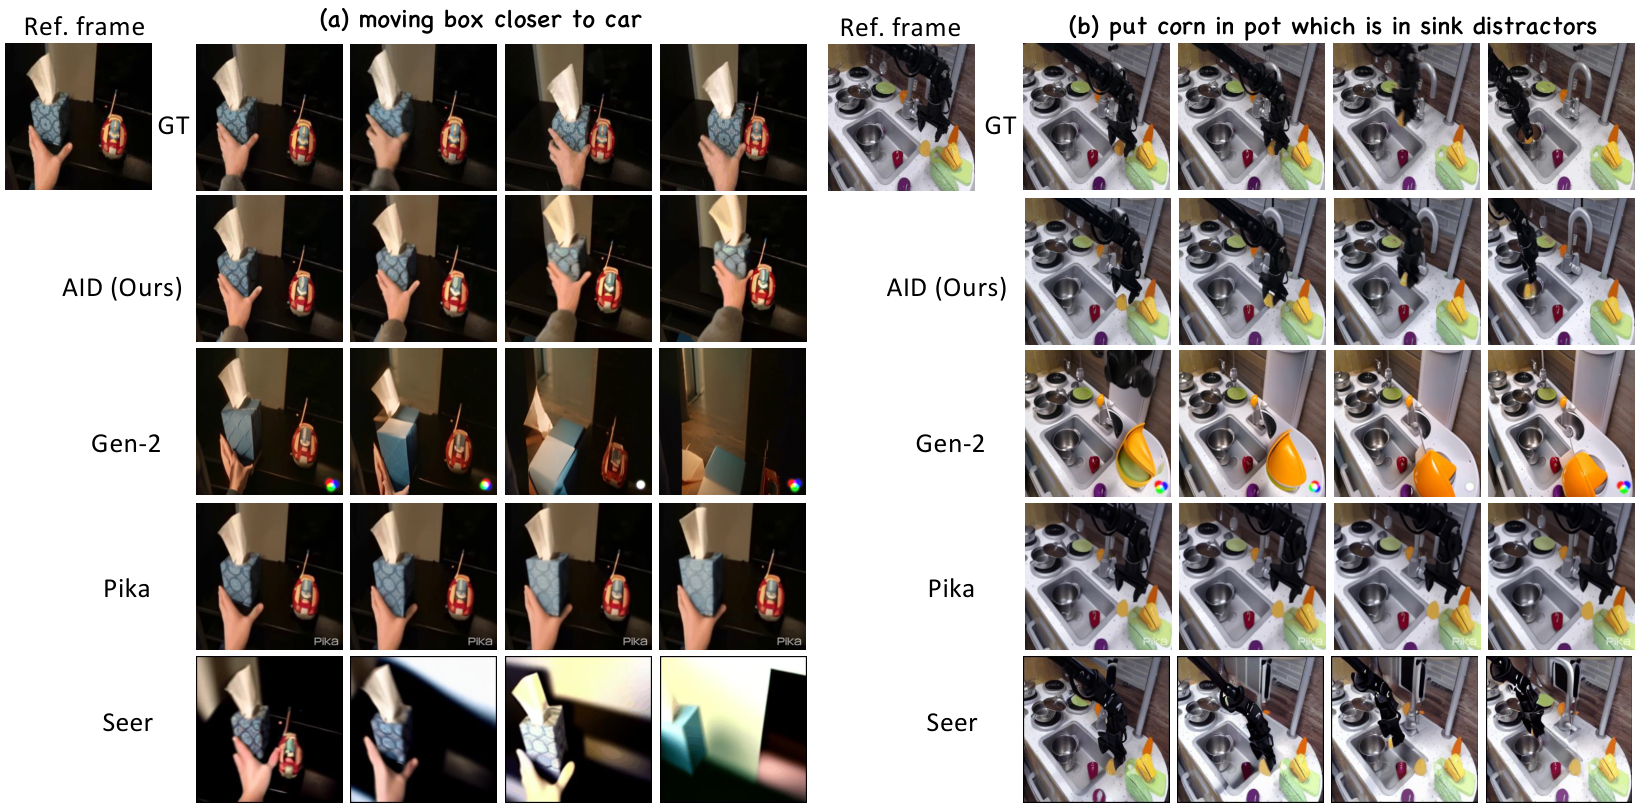 Ref. frame
(a) moving box closer to car
GT
AID (Ours)
Gen-2
Pika
Pika
Pika
Pika
Pika
Seer
Ref. frame
(b) put corn in pot which is in sink distractors
GT
AID (Ours)
Gen-2
Pika
Pika
Pika
Pika
Pika
Seer